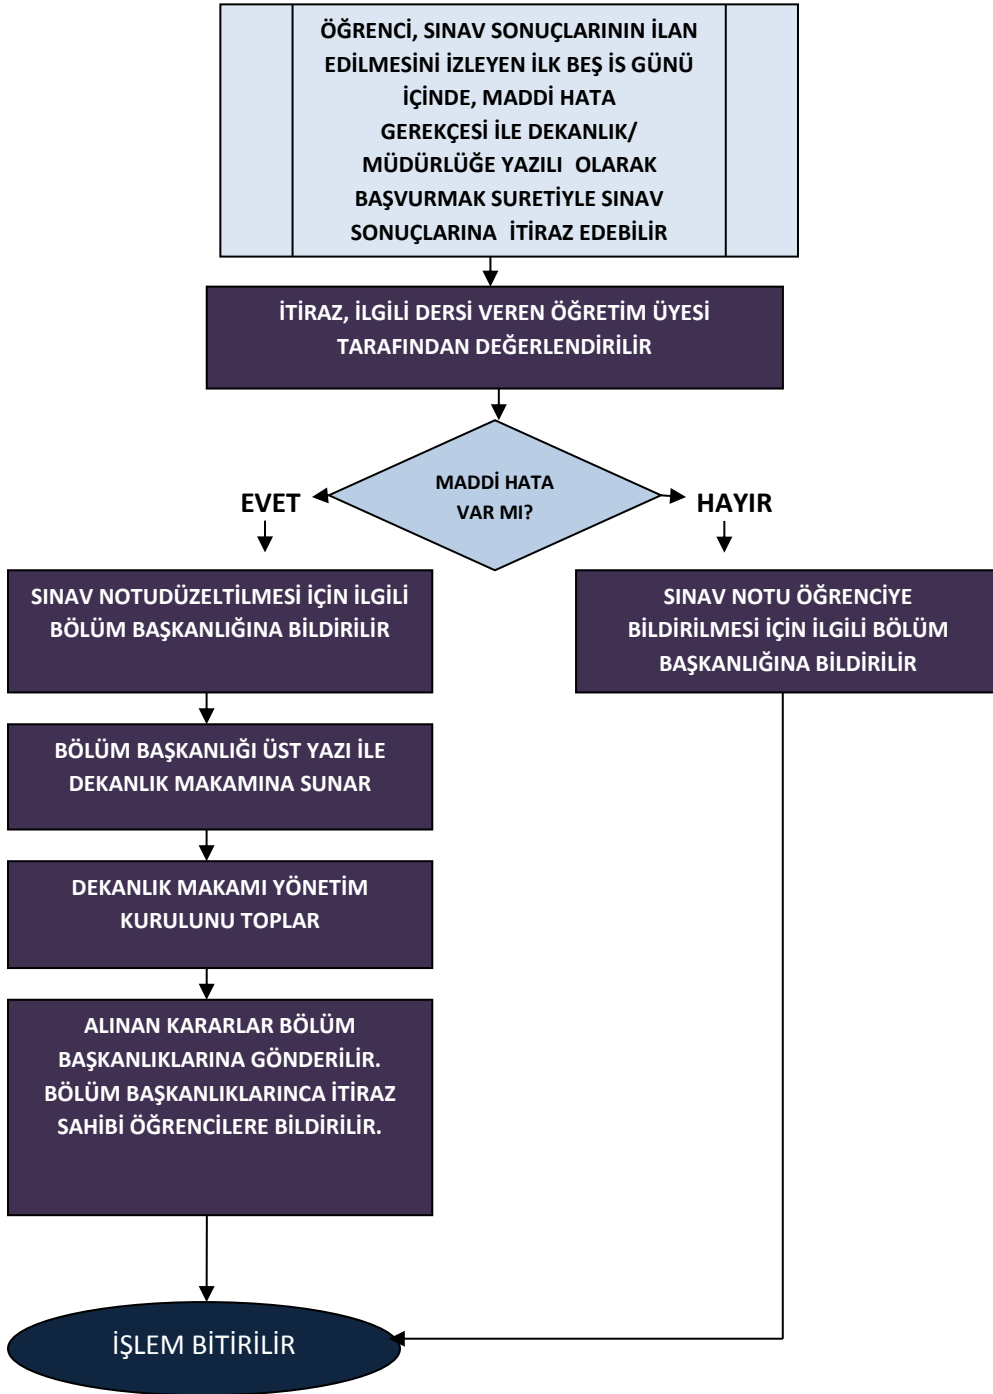 ÖĞRENCİ, SINAV SONUÇLARININ İLAN
EDİLMESİNİ İZLEYEN İLK BEŞ İS GÜNÜ
İÇİNDE, MADDİ HATA
GEREKÇESİ İLE DEKANLIK/
MÜDÜRLÜĞE YAZILI OLARAK
BAŞVURMAK SURETİYLE SINAV
SONUÇLARINA İTİRAZ EDEBİLİR
İTİRAZ, İLGİLİ DERSİ VEREN ÖĞRETİM ÜYESİ
TARAFINDAN DEĞERLENDİRİLİR
MADDİ HATA
VAR MI?
EVET
HAYIR
SINAV NOTUDÜZELTİLMESİ İÇİN İLGİLİ
BÖLÜM BAŞKANLIĞINA BİLDİRİLİR
SINAV NOTU ÖĞRENCİYE
BİLDİRİLMESİ İÇİN İLGİLİ BÖLÜM
BAŞKANLIĞINA BİLDİRİLİR
BÖLÜM BAŞKANLIĞI ÜST YAZI İLE
DEKANLIK MAKAMINA SUNAR
DEKANLIK MAKAMI YÖNETİM
KURULUNU TOPLAR
ALINAN KARARLAR BÖLÜM
BAŞKANLIKLARINA GÖNDERİLİR.
BÖLÜM BAŞKANLIKLARINCA İTİRAZ
SAHİBİ ÖĞRENCİLERE BİLDİRİLİR.
İŞLEM BİTİRİLİR